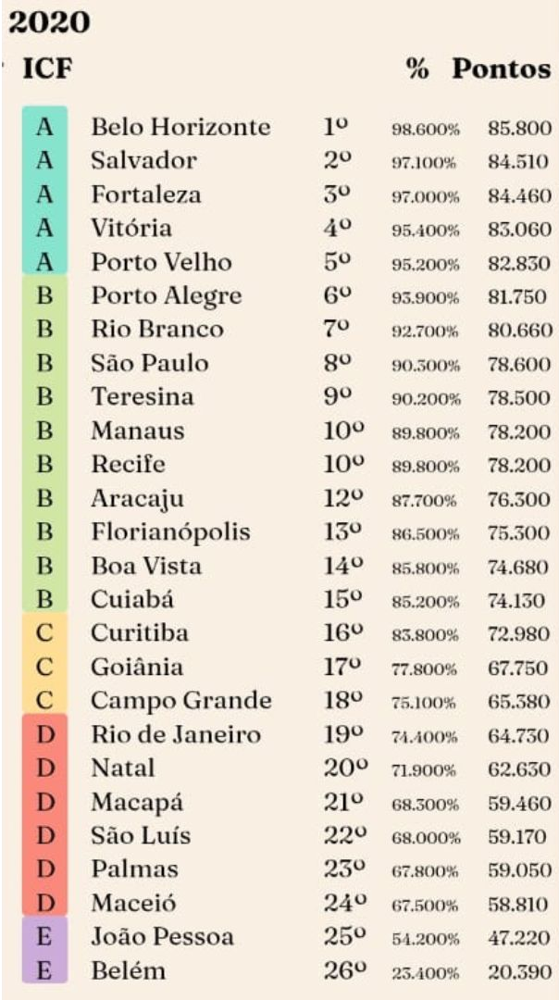 2020
ICF % Pontos
A Belo Horizonte 1º 98.600% 85.800
A Salvador 2º 97.100% 84.510
A Fortaleza 3º 97.000% 84.460
A Vitória 4º 95.400% 83.060
A Porto Velho 5º 95.200% 82.830
B Porto Alegre 6º 93.900% 81.750
B Rio Branco 7º 92.700% 80.660
B São Paulo 8º 90.300% 78.600
B Teresina 9º 90.200% 78.500
B Manaus 10º 89.800% 78.200
B Recife 10º 89.800% 78.200
B Aracaju 12º 87.700% 76.300
B Florianópolis 13º 86.500% 75.300
B Boa Vista 14º 85.800% 74.680
B Cuiabá 15º 85.200% 74.130
C Curitiba 16º 83.800% 72.980
C Goiânia 17º 77.800% 67.750
C Campo Grande 18º 75.100% 65.380
D Rio de Janeiro 19º 74.400% 64.730
D Natal 20º 71.900% 62.630
D Macapá 21º 68.300% 59.460
D São Luís 22º 68.000% 59.170
D Palmas 23º 67.800% 59.050
D Maceió 24º 67.500% 58.810
E João Pessoa 25º 54.200% 47.220
E Belém 26º 23.400% 20.390